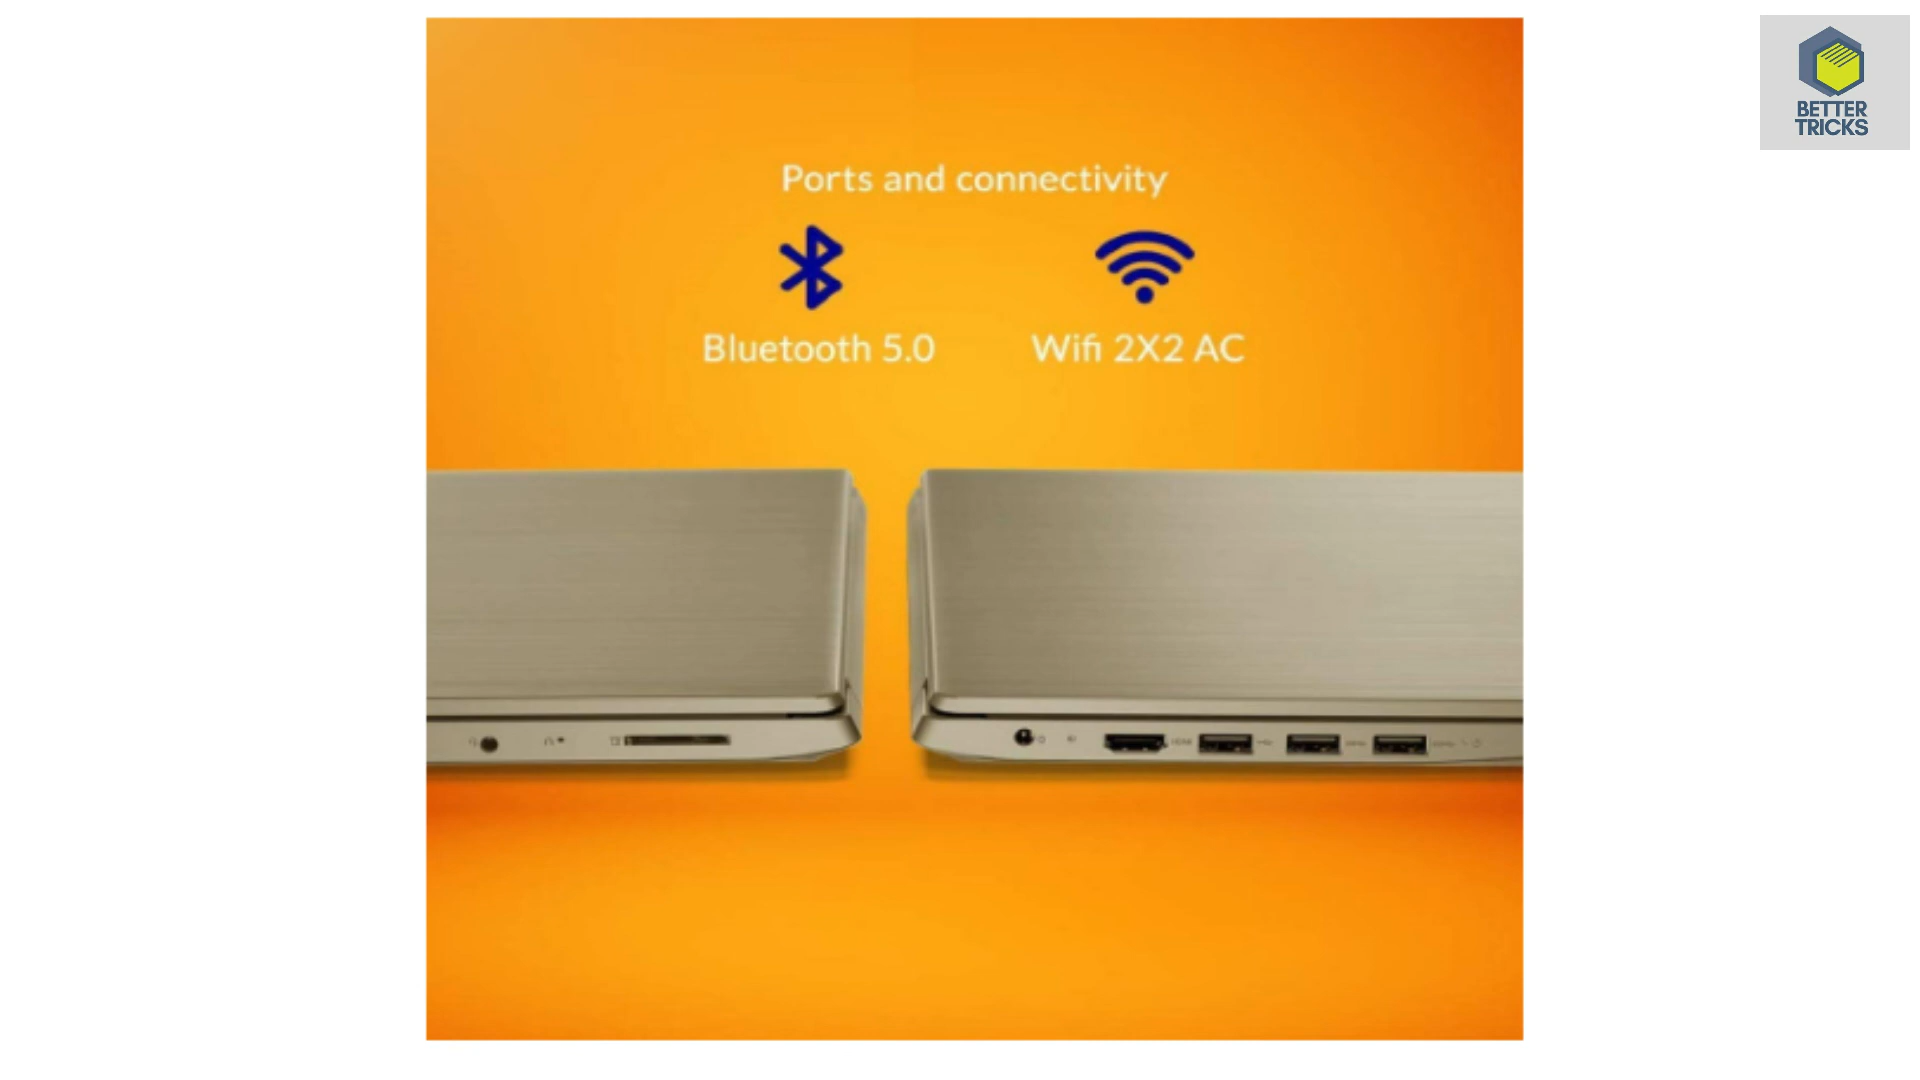 Ports and connectivity
Bluetooth 5.0
Wifi 2X2 AC
BETTER
TRICKS